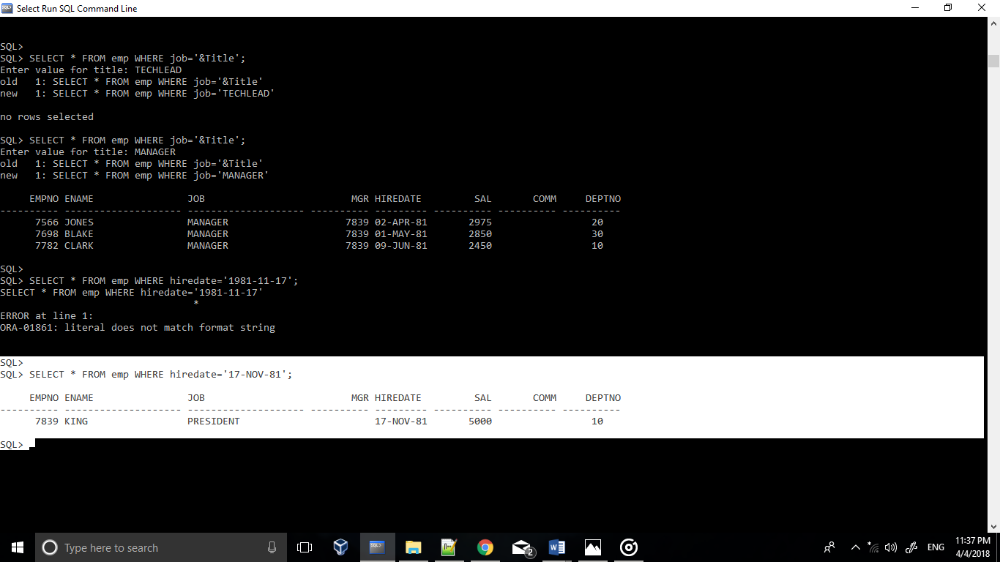 Select Run SQL Command Line
SQL>
SQL> SELECT * FROM emp WHERE job='&Title';
Enter value for title: TECHLEAD
old   1: SELECT * FROM emp WHERE job='&Title'
new   1: SELECT * FROM emp WHERE job='TECHLEAD'
no rows selected
SQL> SELECT * FROM emp WHERE job='&Title';
Enter value for title: MANAGER
old   1: SELECT * FROM emp WHERE job='&Title'
new   1: SELECT * FROM emp WHERE job='MANAGER'
     EMPNO ENAME                JOB                         MGR HIREDATE         SAL       COMM     DEPTNO
---------- -------------------- -------------------- ---------- --------- ---------- ---------- ----------
      7566 JONES                MANAGER                    7839 02-APR-81       2975                 20
      7698 BLAKE                MANAGER                    7839 01-MAY-81       2850                 30
      7782 CLARK                MANAGER                    7839 09-JUN-81       2450                 10
SQL>
SQL> SELECT * FROM emp WHERE hiredate='1981-11-17';
SELECT * FROM emp WHERE hiredate='1981-11-17'
                                 *
ERROR at line 1:
ORA-01861: literal does not match format string
SQL>
SQL> SELECT * FROM emp WHERE hiredate='17-NOV-81';
     EMPNO ENAME                JOB                         MGR HIREDATE         SAL       COMM     DEPTNO
---------- -------------------- -------------------- ---------- --------- ---------- ---------- ----------
      7839 KING                 PRESIDENT                       17-NOV-81       5000                 10
SQL>
Type here to search
SQL>
2
ENG
11:37 PM
4/4/2018